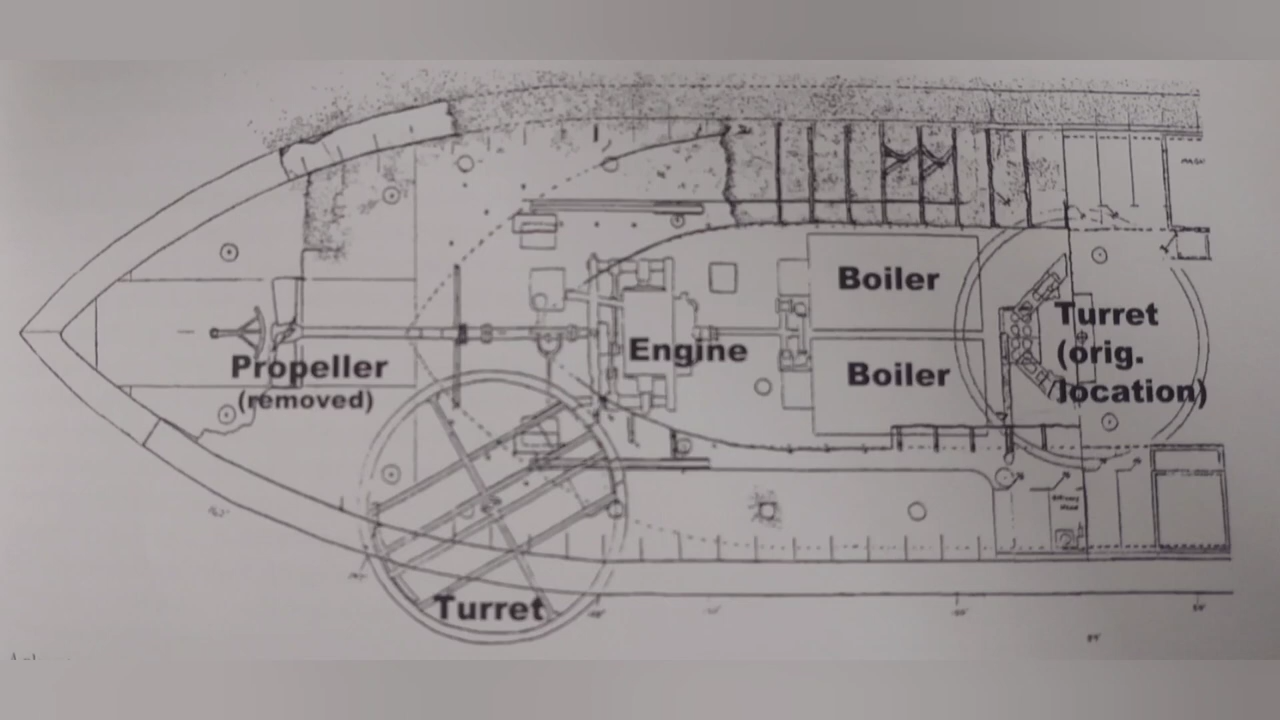 Boiler
Turret
(orig.
location)
Engine
Boiler
Propeller
(removed)
Turret